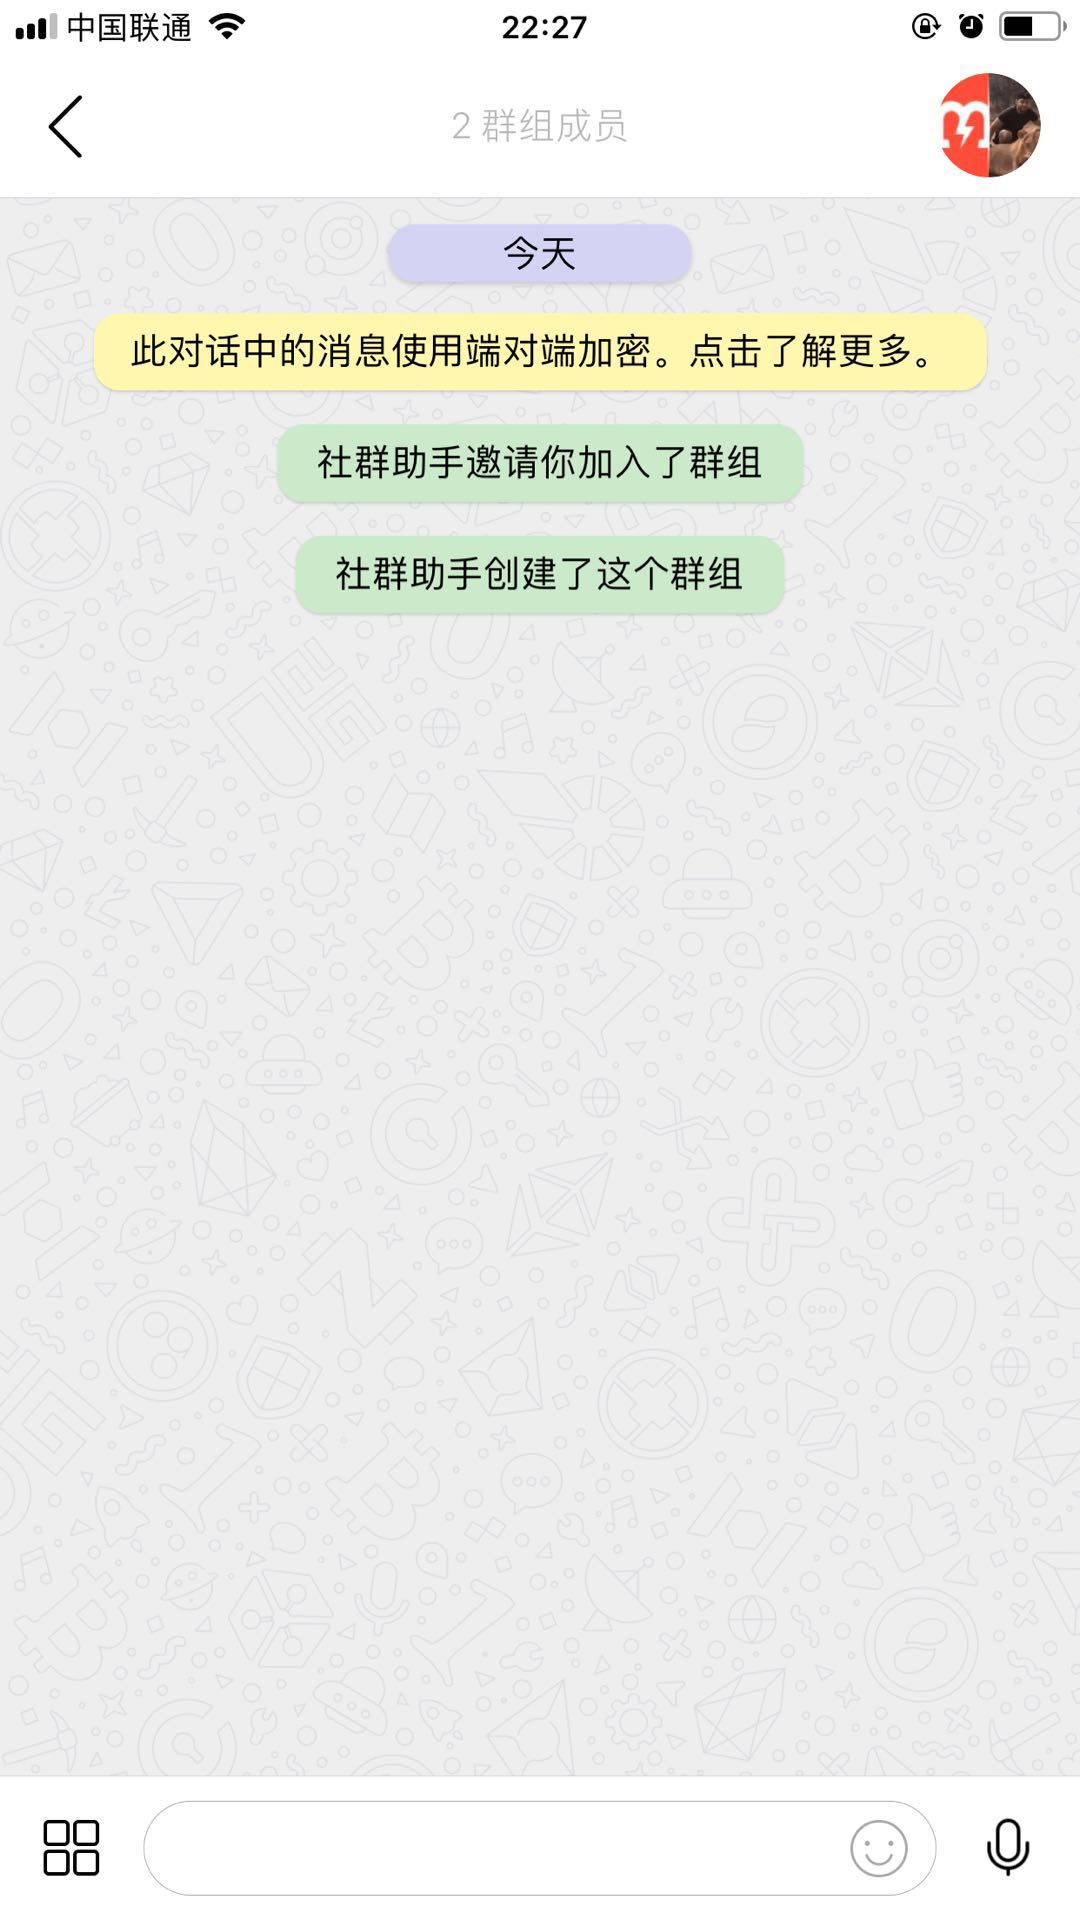 中国联通 22:27
2 群组成员
今天
此对话中的消息使用端对端加密。点击了解更多。
社群助手邀请你加入了群组
社群助手创建了这个群组